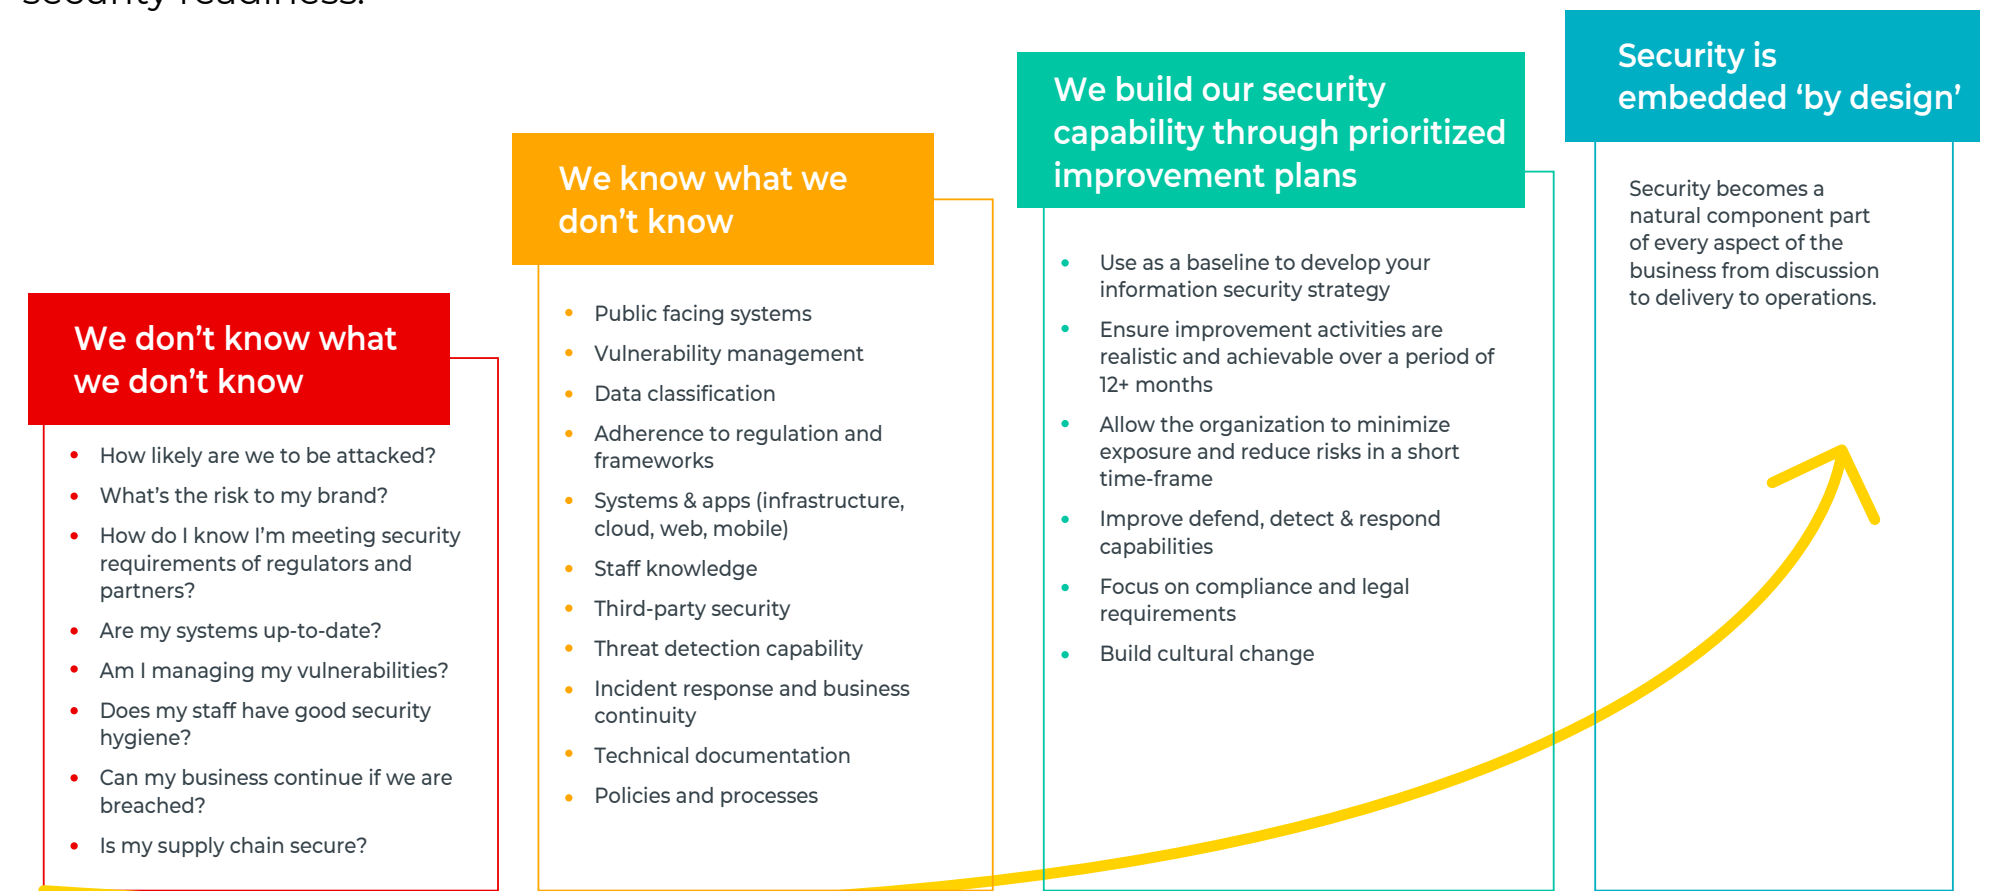 security readiness.
We don’t know what
we don’t know
• How likely are we to be attacked?
• What’s the risk to my brand?
• How do I know I’m meeting security
requirements of regulators and
partners?
• Are my systems up-to-date?
• Am I managing my vulnerabilities?
• Does my staff have good security
hygiene?
• Can my business continue if we are
breached?
• Is my supply chain secure?
We know what we
don’t know
• Public facing systems
• Vulnerability management
• Data classification
• Adherence to regulation and
frameworks
• Systems & apps (infrastructure,
cloud, web, mobile)
• Staff knowledge
• Third-party security
• Threat detection capability
• Incident response and business
continuity
• Technical documentation
• Policies and processes
We build our security
capability through prioritized
improvement plans
• Use as a baseline to develop your
information security strategy
• Ensure improvement activities are
realistic and achievable over a period of
12+ months
• Allow the organization to minimize
exposure and reduce risks in a short
time-frame
• Improve defend, detect & respond
capabilities
• Focus on compliance and legal
requirements
• Build cultural change
Security is
embedded ‘by design’
Security becomes a
natural component part
of every aspect of the
business from discussion
to delivery to operations.